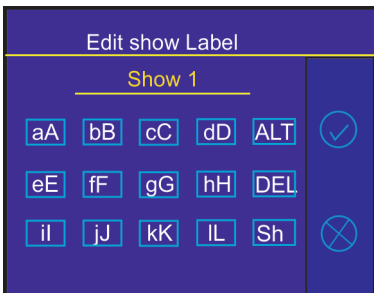 Edit show Label
Show 1
aA bB cC dD ALT
eE fF gG hH DEL
iI jJ kK lL Sh